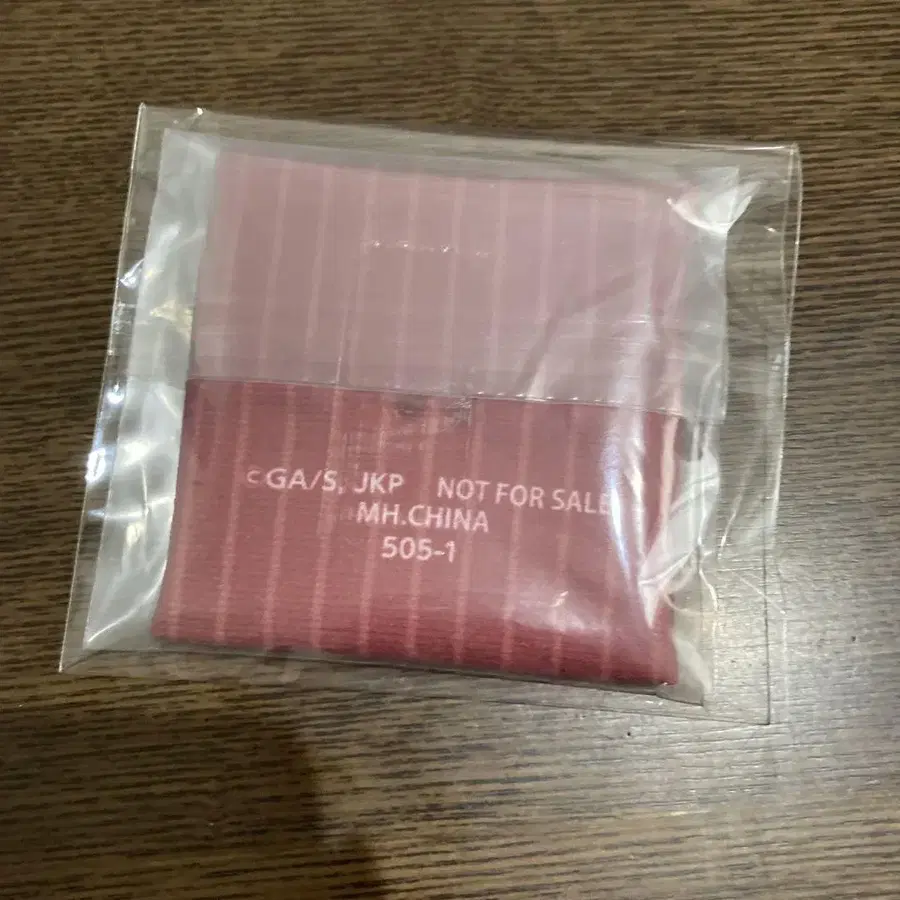 ©GA/S, JKP NOT FOR SALE
MH.CHINA
505-1